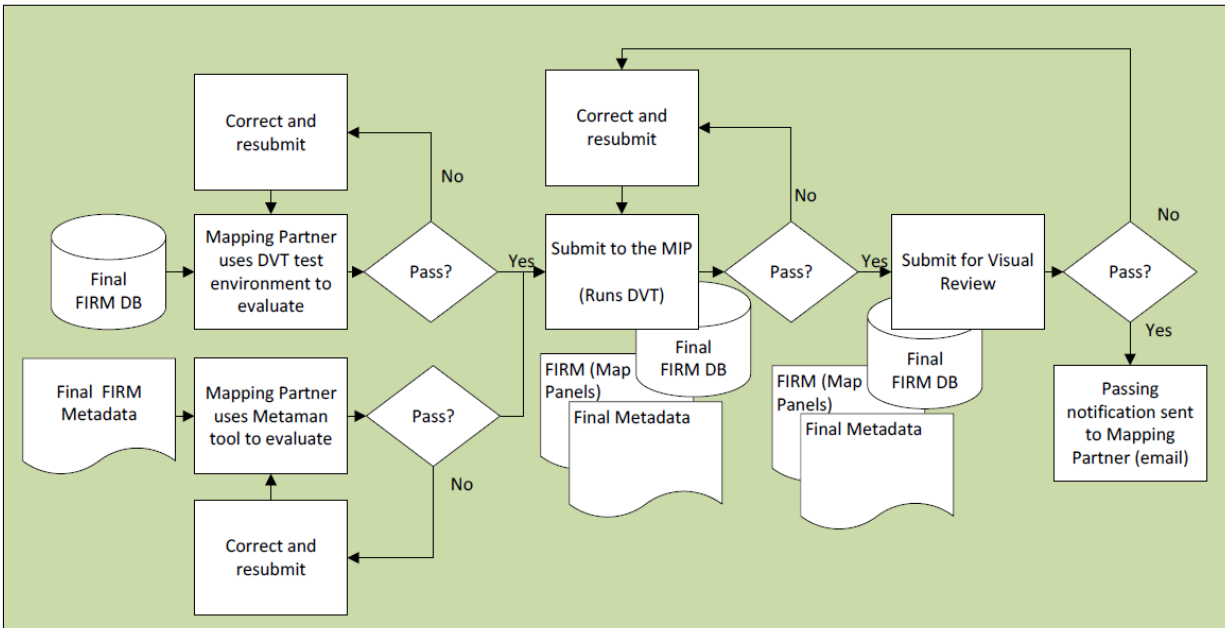 Correct and
resubmit
No
Final
FIRM DB
Mapping Partner
uses DVT test
environment to
evaluate
Pass?
Yes
Final  FIRM
Metadata
Mapping Partner
uses Metaman
tool to evaluate
Pass?
No
Correct and
resubmit
Correct and
resubmit
No
Submit to the MIP
(Runs DVT)
Pass?
Yes
Final
FIRM DB
FIRM (Map
Panels)
Final Metadata
Submit for Visual
Review
Final
FIRM DB
FIRM (Map
Panels)
Final Metadata
No
Pass?
Yes
Passing
notification sent
to Mapping
Partner (email)